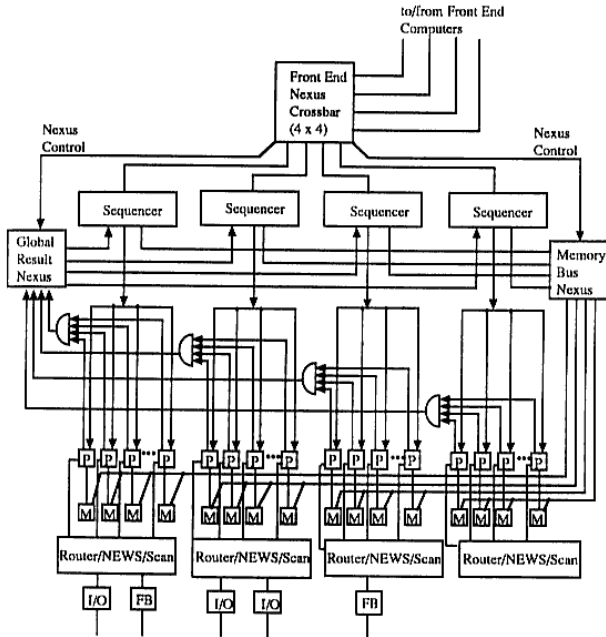 to/from Front End
Computers
Front End
Nexus
Crossbar
(4 x 4)
Nexus
Control
Nexus
Control
Sequencer
Sequencer
Sequencer
Sequencer
Global
Result
Nexus
Memory
Bus
Nexus
P P P ••• P
P P P ••• P
P P P ••• P
P P P ••• P
M M M M
M M M M
M M M M
M M M M
Router/NEWS/Scan
Router/NEWS/Scan
Router/NEWS/Scan
Router/NEWS/Scan
I/O
FB
I/O
I/O
FB